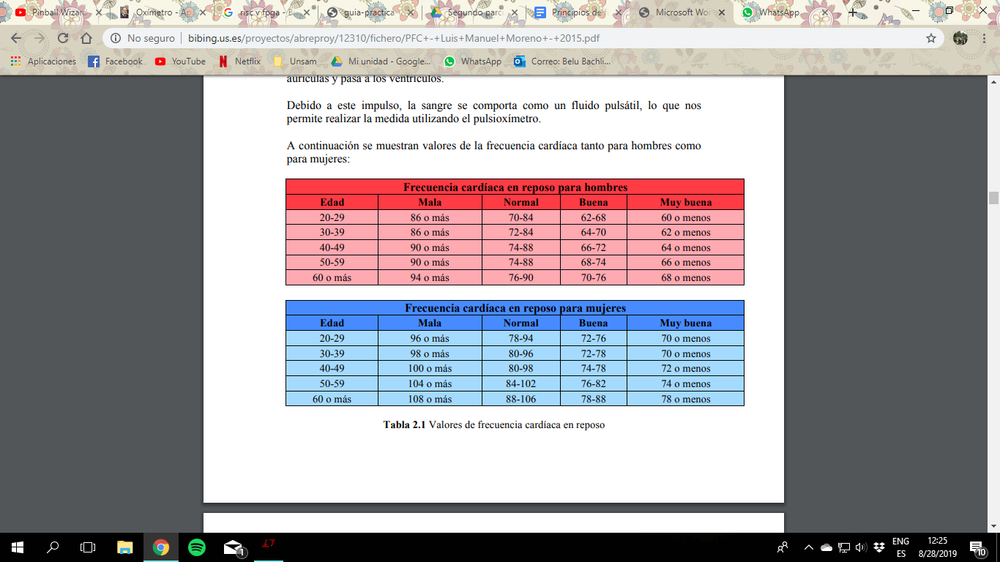 Pinball Wizar
Oxímetro - Ap
risc v fpga - B
guia-practica
Segundo parc
Principios de f
Microsoft Wor
WhatsApp
No seguro | bibing.us.es/proyectos/abreproy/12310/fichero/PFC+-+Luis+Manuel+Moreno+-+2015.pdf
Aplicaciones Facebook YouTube Netflix Unsam Mi unidad - Google... WhatsApp Correo: Belu Bachli...
aurículas y pasa a los ventrículos.
Debido a este impulso, la sangre se comporta como un fluido pulsátil, lo que nos
permite realizar la medida utilizando el pulsioxímetro.
A continuación se muestran valores de la frecuencia cardíaca tanto para hombres como
para mujeres:
Frecuencia cardíaca en reposo para hombres
Edad Mala Normal Buena Muy buena
20-29 86 o más 70-84 62-68 60 o menos
30-39 86 o más 72-84 64-70 62 o menos
40-49 90 o más 74-88 66-72 64 o menos
50-59 90 o más 74-88 68-74 66 o menos
60 o más 94 o más 76-90 70-76 68 o menos
Frecuencia cardíaca en reposo para mujeres
Edad Mala Normal Buena Muy buena
20-29 96 o más 78-94 72-76 70 o menos
30-39 98 o más 80-96 72-78 70 o menos
40-49 100 o más 80-98 74-78 72 o menos
50-59 104 o más 84-102 76-82 74 o menos
60 o más 108 o más 88-106 78-88 78 o menos
Tabla 2.1 Valores de frecuencia cardíaca en reposo
1
ENG
ES
12:25
8/28/2019
10